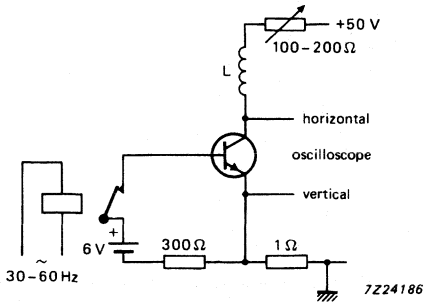 +50 V
100-200Ω
L
horizontal
oscilloscope
vertical
+
6 V
300Ω
1Ω
~
30-60 Hz
7Z24186